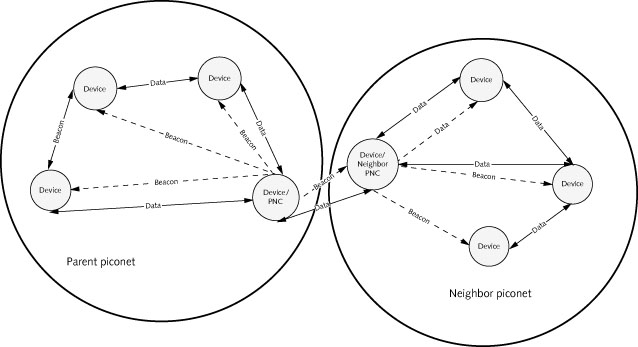 Device
Data
Device
Device
Beacon
Data
Data
Beacon
Beacon
Beacon
Data
Device/
Neighbor
PNC
Data
Data
Beacon
Device
Beacon
Device
Data
Device/
PNC
Beacon
Data
Beacon
Data
Device
Parent piconet
Neighbor piconet